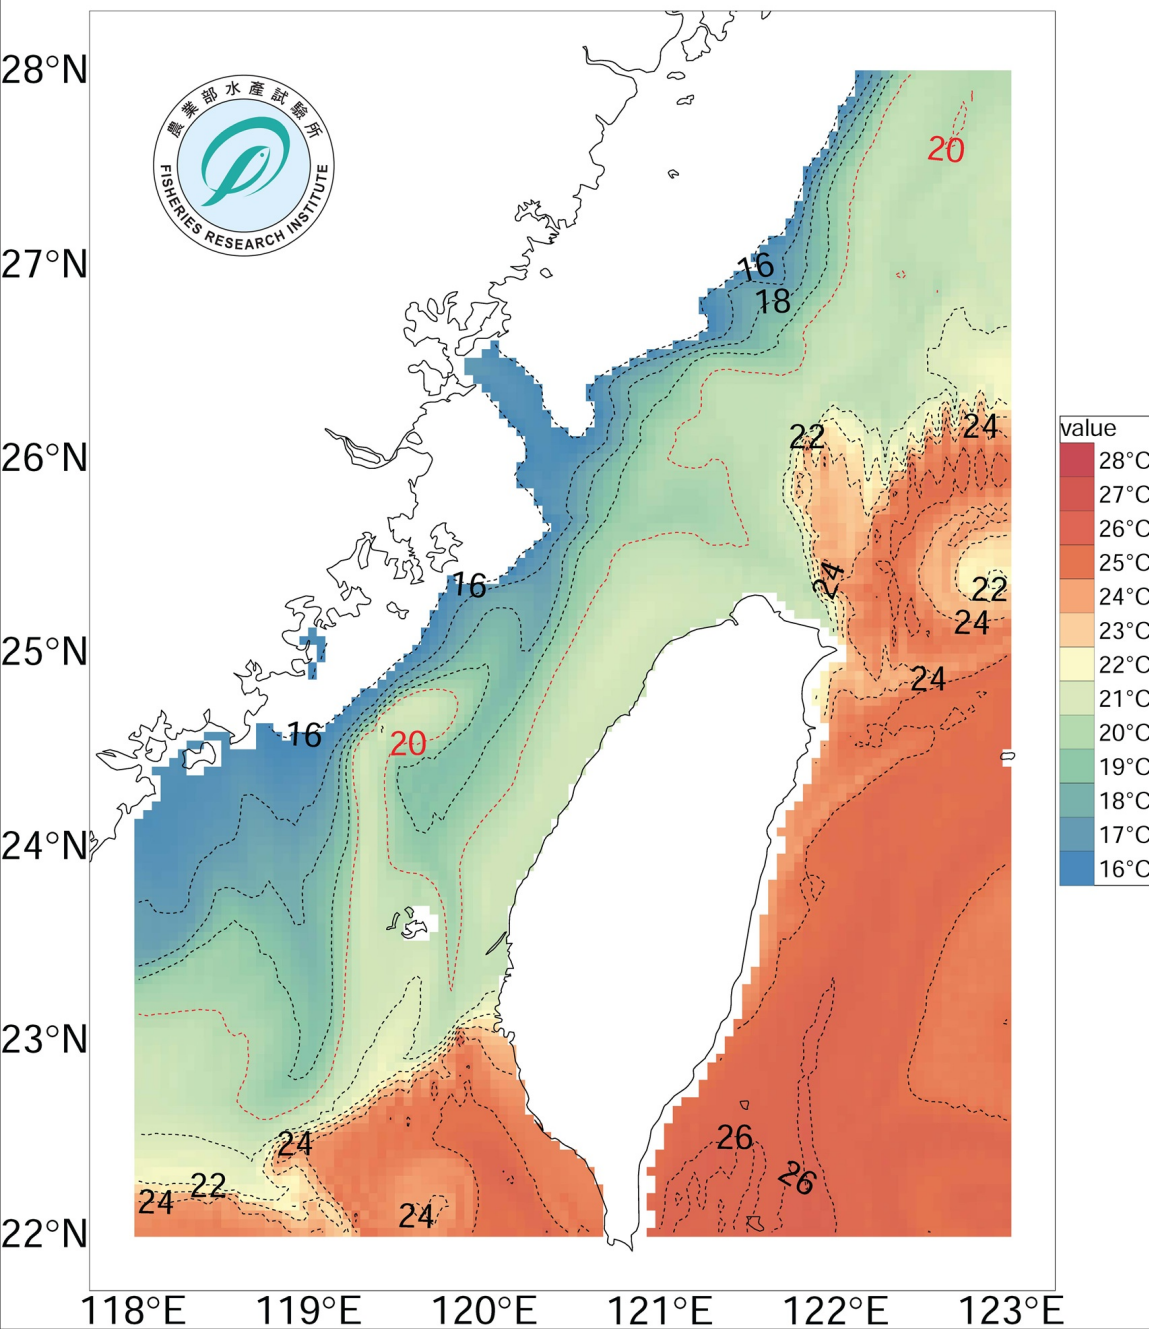 28°N
27°N
26°N
25°N
24°N
23°N
22°N
118°E
119°E
120°E
121°E
122°E
123°E
農業部水產試驗所
FISHERIES RESEARCH INSTITUTE
20
16
18
22
24
24
16
22
24
24
16
20
24
22
24
24
26
26
value
28°C
27°C
26°C
25°C
24°C
23°C
22°C
21°C
20°C
19°C
18°C
17°C
16°C